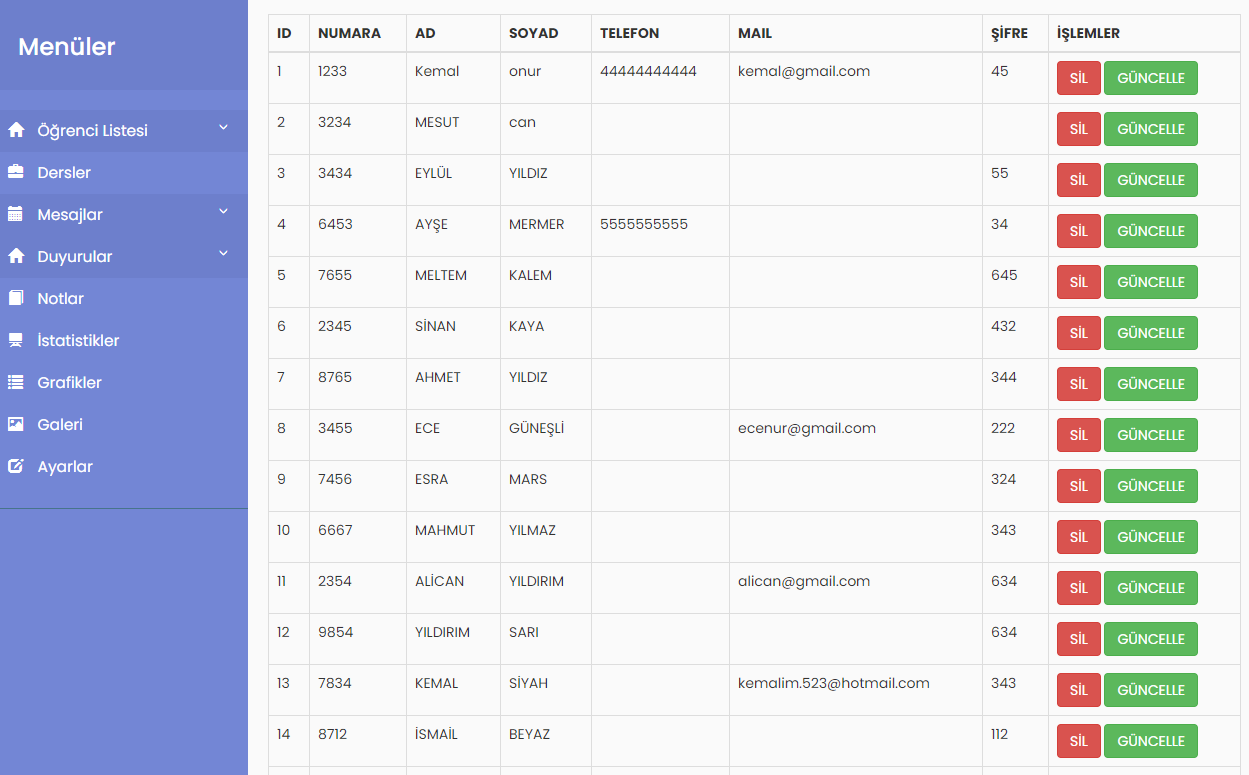 Menüler
Öğrenci Listesi
Dersler
Mesajlar
Duyurular
Notlar
İstatistikler
Grafikler
Galeri
Ayarlar
ID NUMARA AD SOYAD TELEFON MAIL ŞİFRE İŞLEMLER
1 1233 Kemal onur 44444444444 kemal@gmail.com 45 SİL GÜNCELLE
2 3234 MESUT can SİL GÜNCELLE
3 3434 EYLÜL YILDIZ 55 SİL GÜNCELLE
4 6453 AYŞE MERMER 5555555555 34 SİL GÜNCELLE
5 7655 MELTEM KALEM 645 SİL GÜNCELLE
6 2345 SİNAN KAYA 432 SİL GÜNCELLE
7 8765 AHMET YILDIZ 344 SİL GÜNCELLE
8 3455 ECE GÜNEŞLİ ecenur@gmail.com 222 SİL GÜNCELLE
9 7456 ESRA MARS 324 SİL GÜNCELLE
10 6667 MAHMUT YILMAZ 343 SİL GÜNCELLE
11 2354 ALİCAN YILDIRIM alican@gmail.com 634 SİL GÜNCELLE
12 9854 YILDIRIM SARI 634 SİL GÜNCELLE
13 7834 KEMAL SİYAH kemalim.523@hotmail.com 343 SİL GÜNCELLE
14 8712 İSMAİL BEYAZ 112 SİL GÜNCELLE